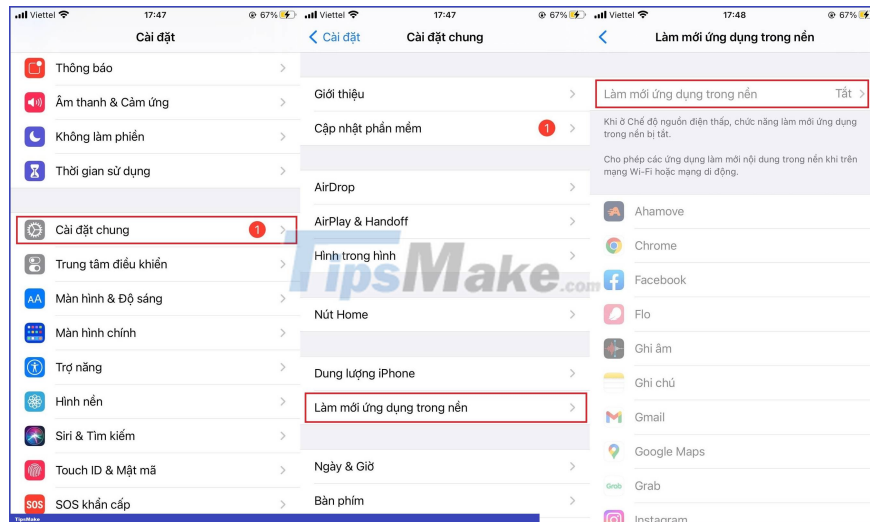 Viettel 17:47 67%
Cài đặt
Thông báo
Âm thanh & Cảm ứng
Không làm phiền
Thời gian sử dụng
Cài đặt chung 1
Trung tâm điều khiển
AA Màn hình & Độ sáng
Màn hình chính
Trợ năng
Hình nền
Siri & Tìm kiếm
Touch ID & Mật mã
SOS SOS khẩn cấp
TipsMake
Viettel 17:47 67%
Cài đặt Cài đặt chung
Giới thiệu
Cập nhật phần mềm 1
AirDrop
AirPlay & Handoff
Hình trong hình
TipsMake.com
Nút Home
Dung lượng iPhone
Làm mới ứng dụng trong nền
Ngày & Giờ
Bàn phím
Viettel 17:48 67%
Làm mới ứng dụng trong nền
Làm mới ứng dụng trong nền Tắt
Khi ở Chế độ nguồn điện thấp, chức năng làm mới ứng dụng
trong nền bị tắt.
Cho phép các ứng dụng làm mới nội dung trong nền khi trên
mạng Wi-Fi hoặc mạng di động.
Ahamove
Chrome
Facebook
Flo
Ghi âm
Ghi chú
Gmail
Google Maps
Grab Grab
Instagram